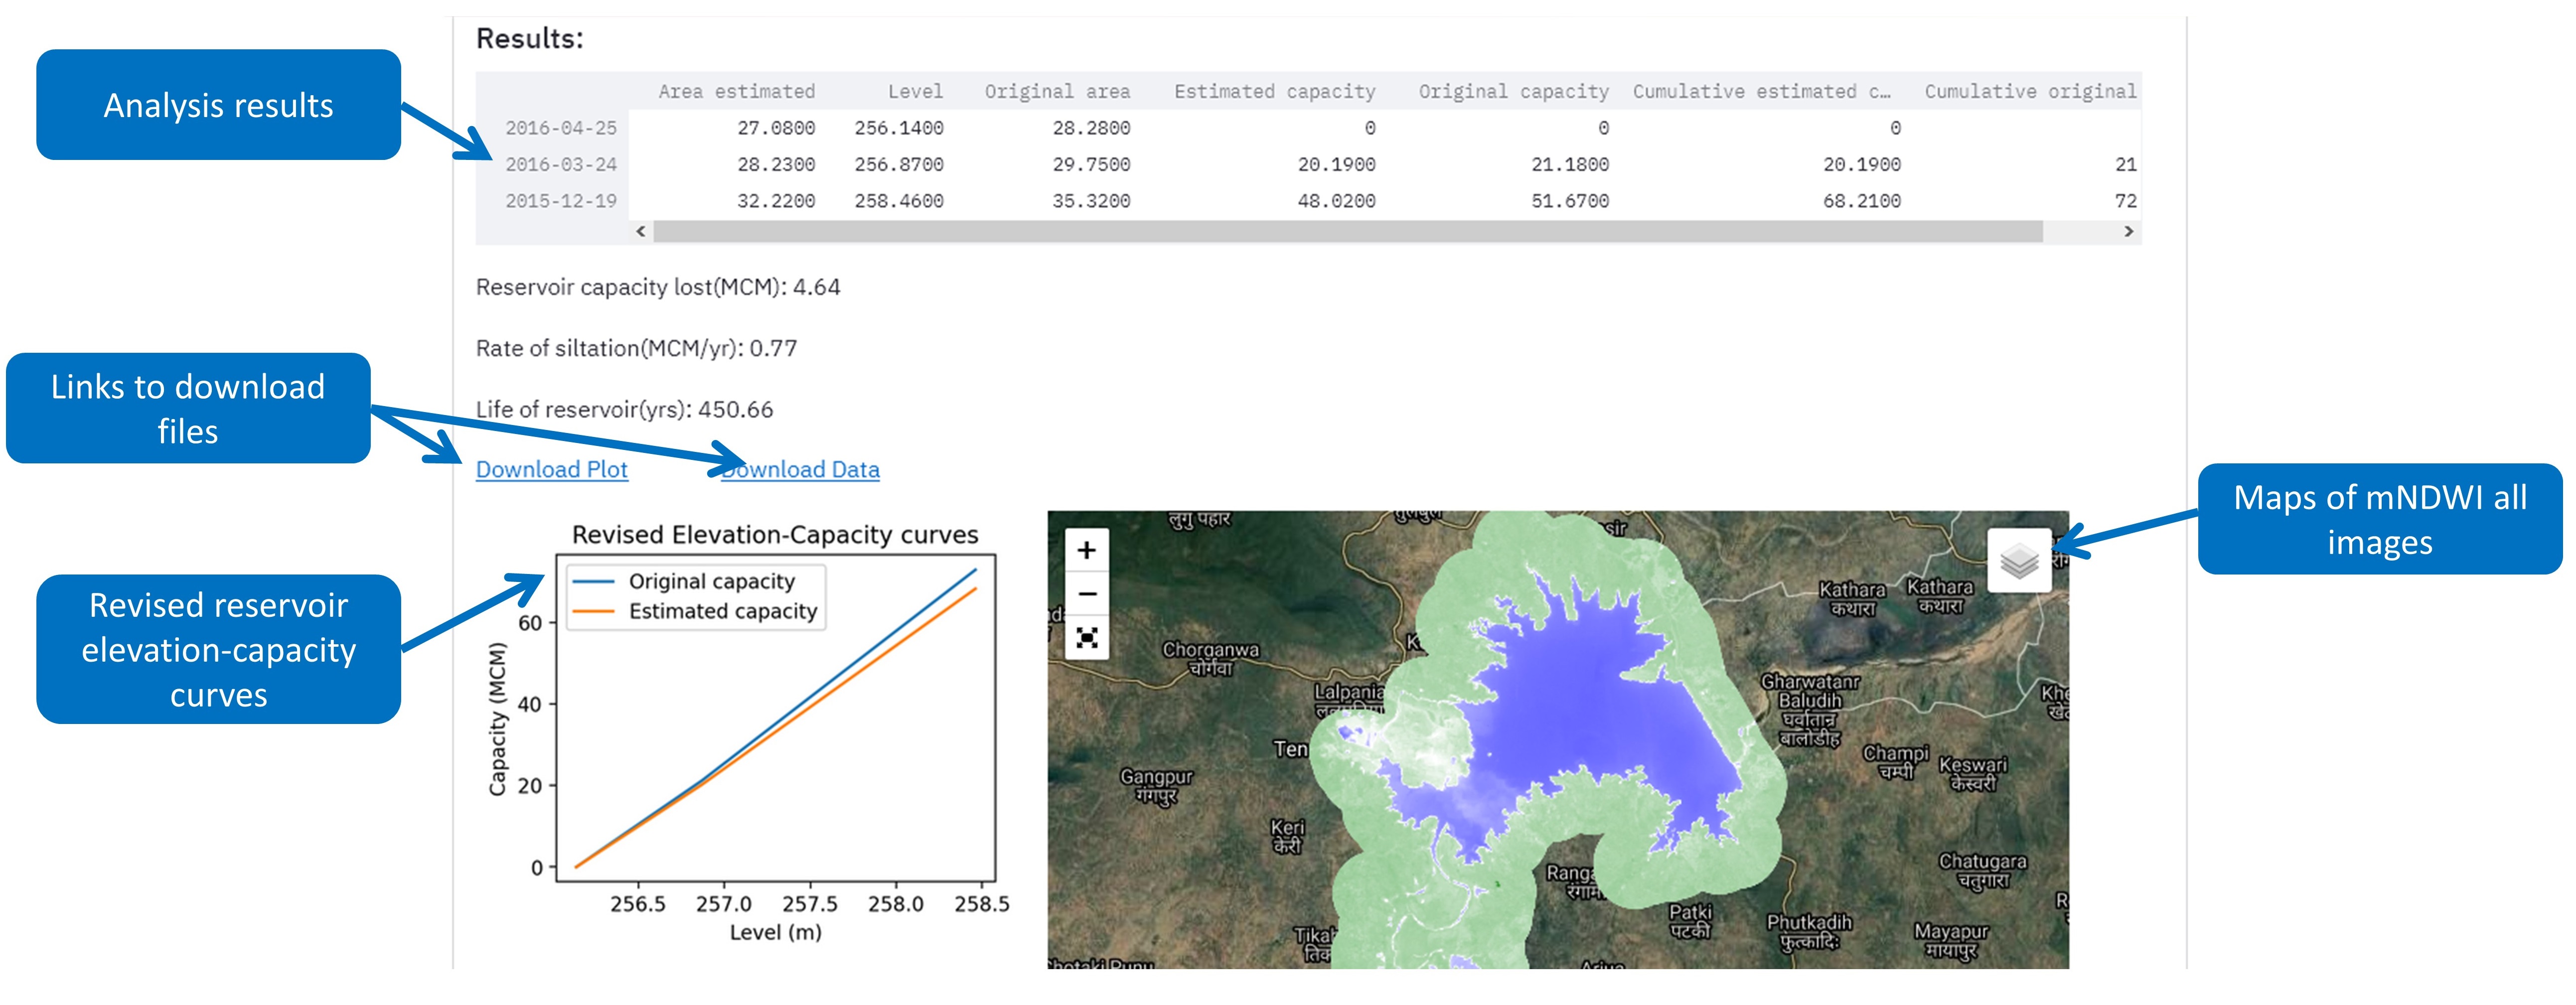 Results:
Analysis results
Area estimated Level Original area Estimated capacity Original capacity Cumulative estimated c… Cumulative original
2016-04-25 27.0800 256.1400 28.2800 0 0 0
2016-03-24 28.2300 256.8700 29.7500 20.1900 21.1800 20.1900 21
2015-12-19 32.2200 258.4600 35.3200 48.0200 51.6700 68.2100 72
Reservoir capacity lost(MCM): 4.64
Rate of siltation(MCM/yr): 0.77
Life of reservoir(yrs): 450.66
Links to download
files
Download Plot Download Data
Maps of mNDWI all
images
Revised reservoir
elevation-capacity
curves
Revised Elevation-Capacity curves
Original capacity
Estimated capacity
Capacity (MCM)
60
40
20
0
256.5 257.0 257.5 258.0 258.5
Level (m)
+
−
लुगु पहार
sir
Kathara
कथारा
Kathara
कथारा
Chorganwa
चोर्गवा
Lalpania
Gharwatanr
Baludih
Ten
Gangpur
गंगपुर
Champi
चम्पी
Keswari
केस्वरी
Keri
केरी
Chatugara
चतुगारा
Rang
Patki
पटकी
Phutkadih
Mayapur
मायापुर
Tika